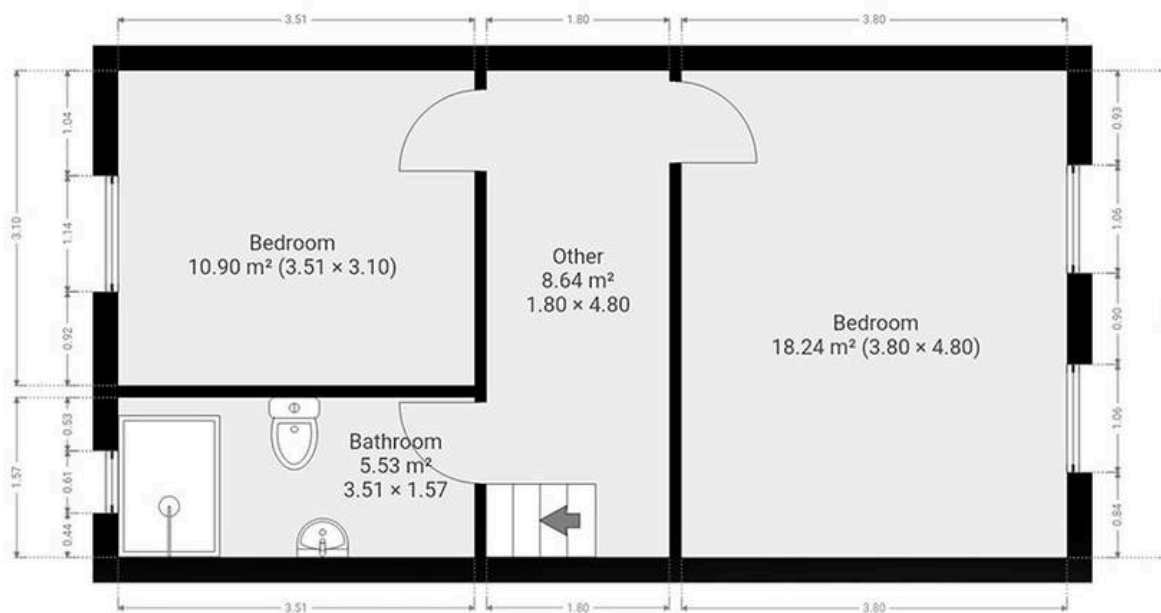 3.51
1.80
3.80
3.10
1.04
1.14
0.92
Bedroom
10.90 m² (3.51 × 3.10)
Other
8.64 m²
1.80 × 4.80
Bedroom
18.24 m² (3.80 × 4.80)
0.93
1.06
0.90
1.06
0.84
1.57
0.53
0.61
0.44
Bathroom
5.53 m²
3.51 × 1.57
3.51
1.80
3.80